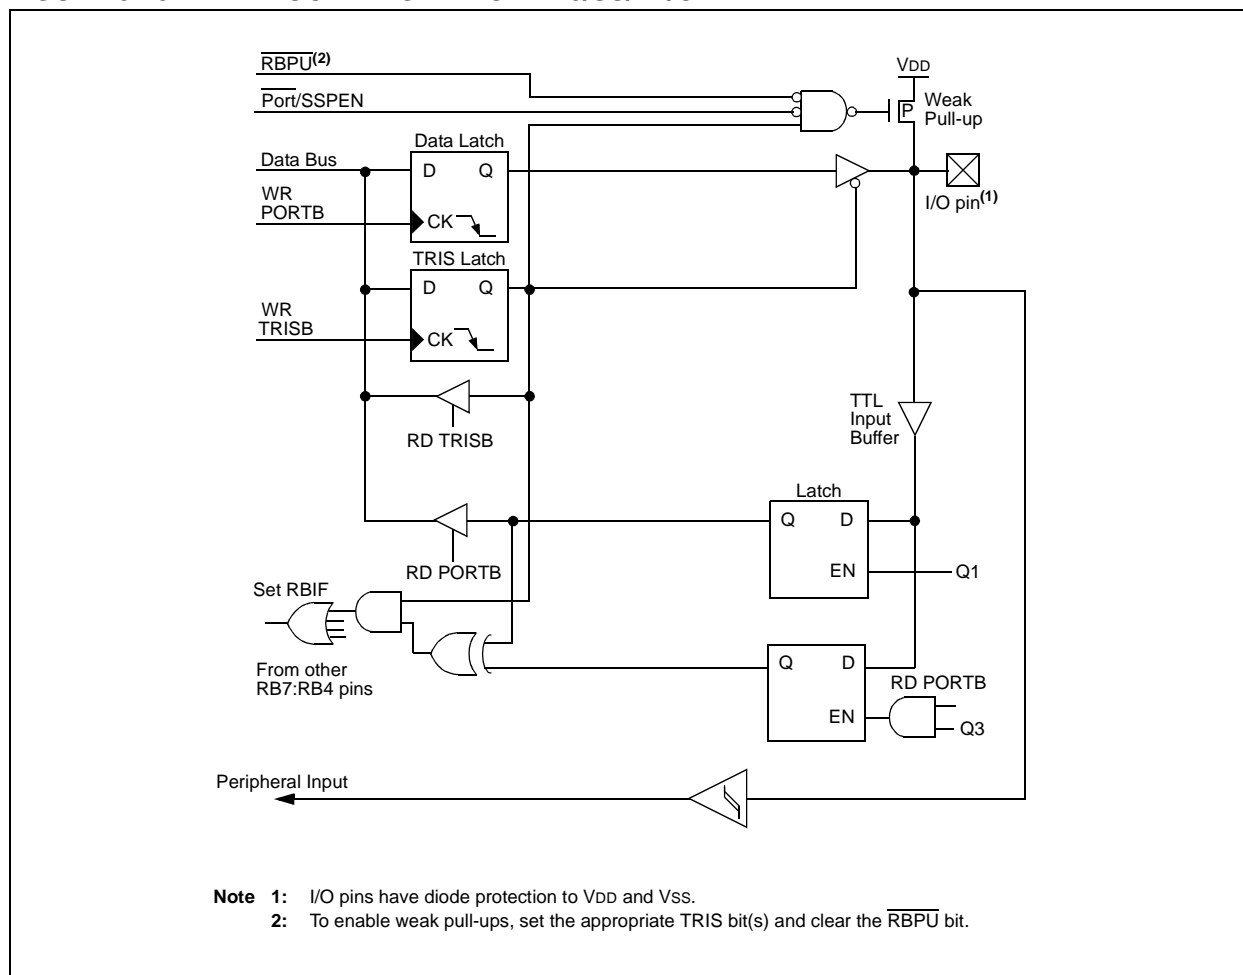 RBPU(2)
Port/SSPEN
VDD
P
Weak
Pull-up
Data Latch
Data Bus
D Q
WR
PORTB
CK
I/O pin(1)
TRIS Latch
D Q
WR
TRISB
CK
RD TRISB
TTL
Input
Buffer
Latch
Q D
EN
Q1
RD PORTB
Set RBIF
From other
RB7:RB4 pins
Q D
EN
RD PORTB
Q3
Peripheral Input
Note 1: I/O pins have diode protection to VDD and VSS.
2: To enable weak pull-ups, set the appropriate TRIS bit(s) and clear the RBPU bit.